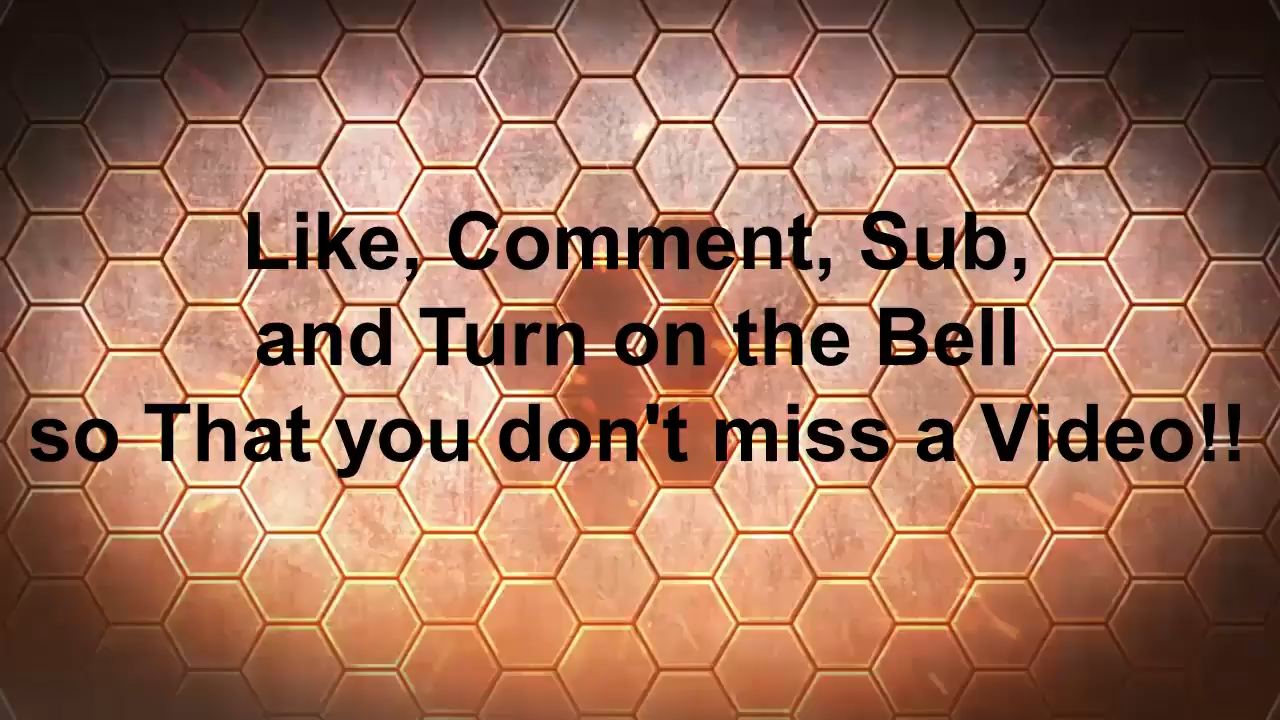 Like, Comment, Sub,
and Turn on the Bell
so That you don't miss a Video!!